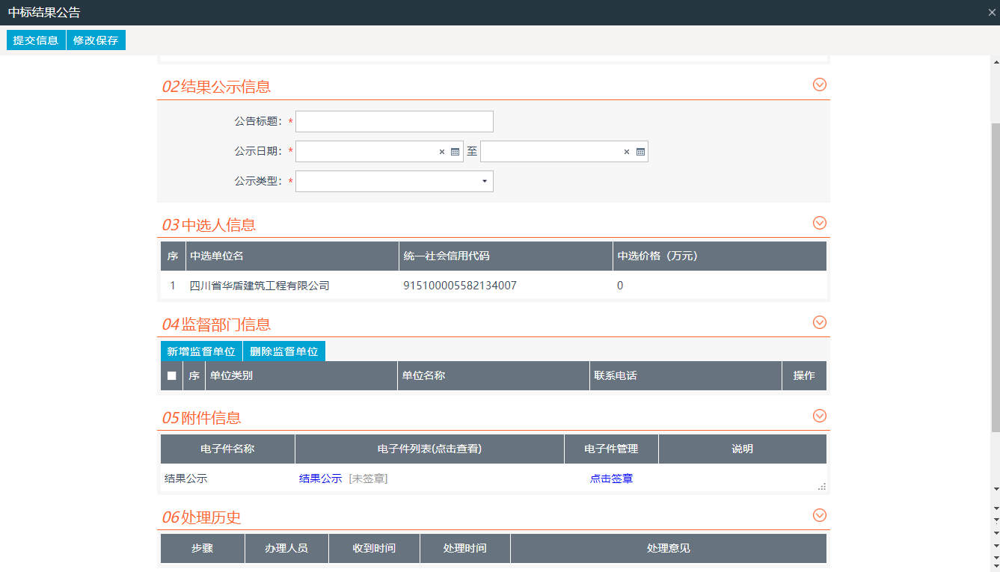 中标结果公告
提交信息 修改保存
02结果公示信息
公告标题：*
公示日期：* 至
公示类型：*
03中选人信息
序 中选单位名 统一社会信用代码 中选价格（万元）
1 四川省华盾建筑工程有限公司 915100005582134007 0
04监督部门信息
新增监督单位 删除监督单位
序 单位类别 单位名称 联系电话 操作
05附件信息
电子件名称 电子件列表(点击查看) 电子件管理 说明
结果公示 结果公示 [未签章] 点击签章
06处理历史
步骤 办理人员 收到时间 处理时间 处理意见